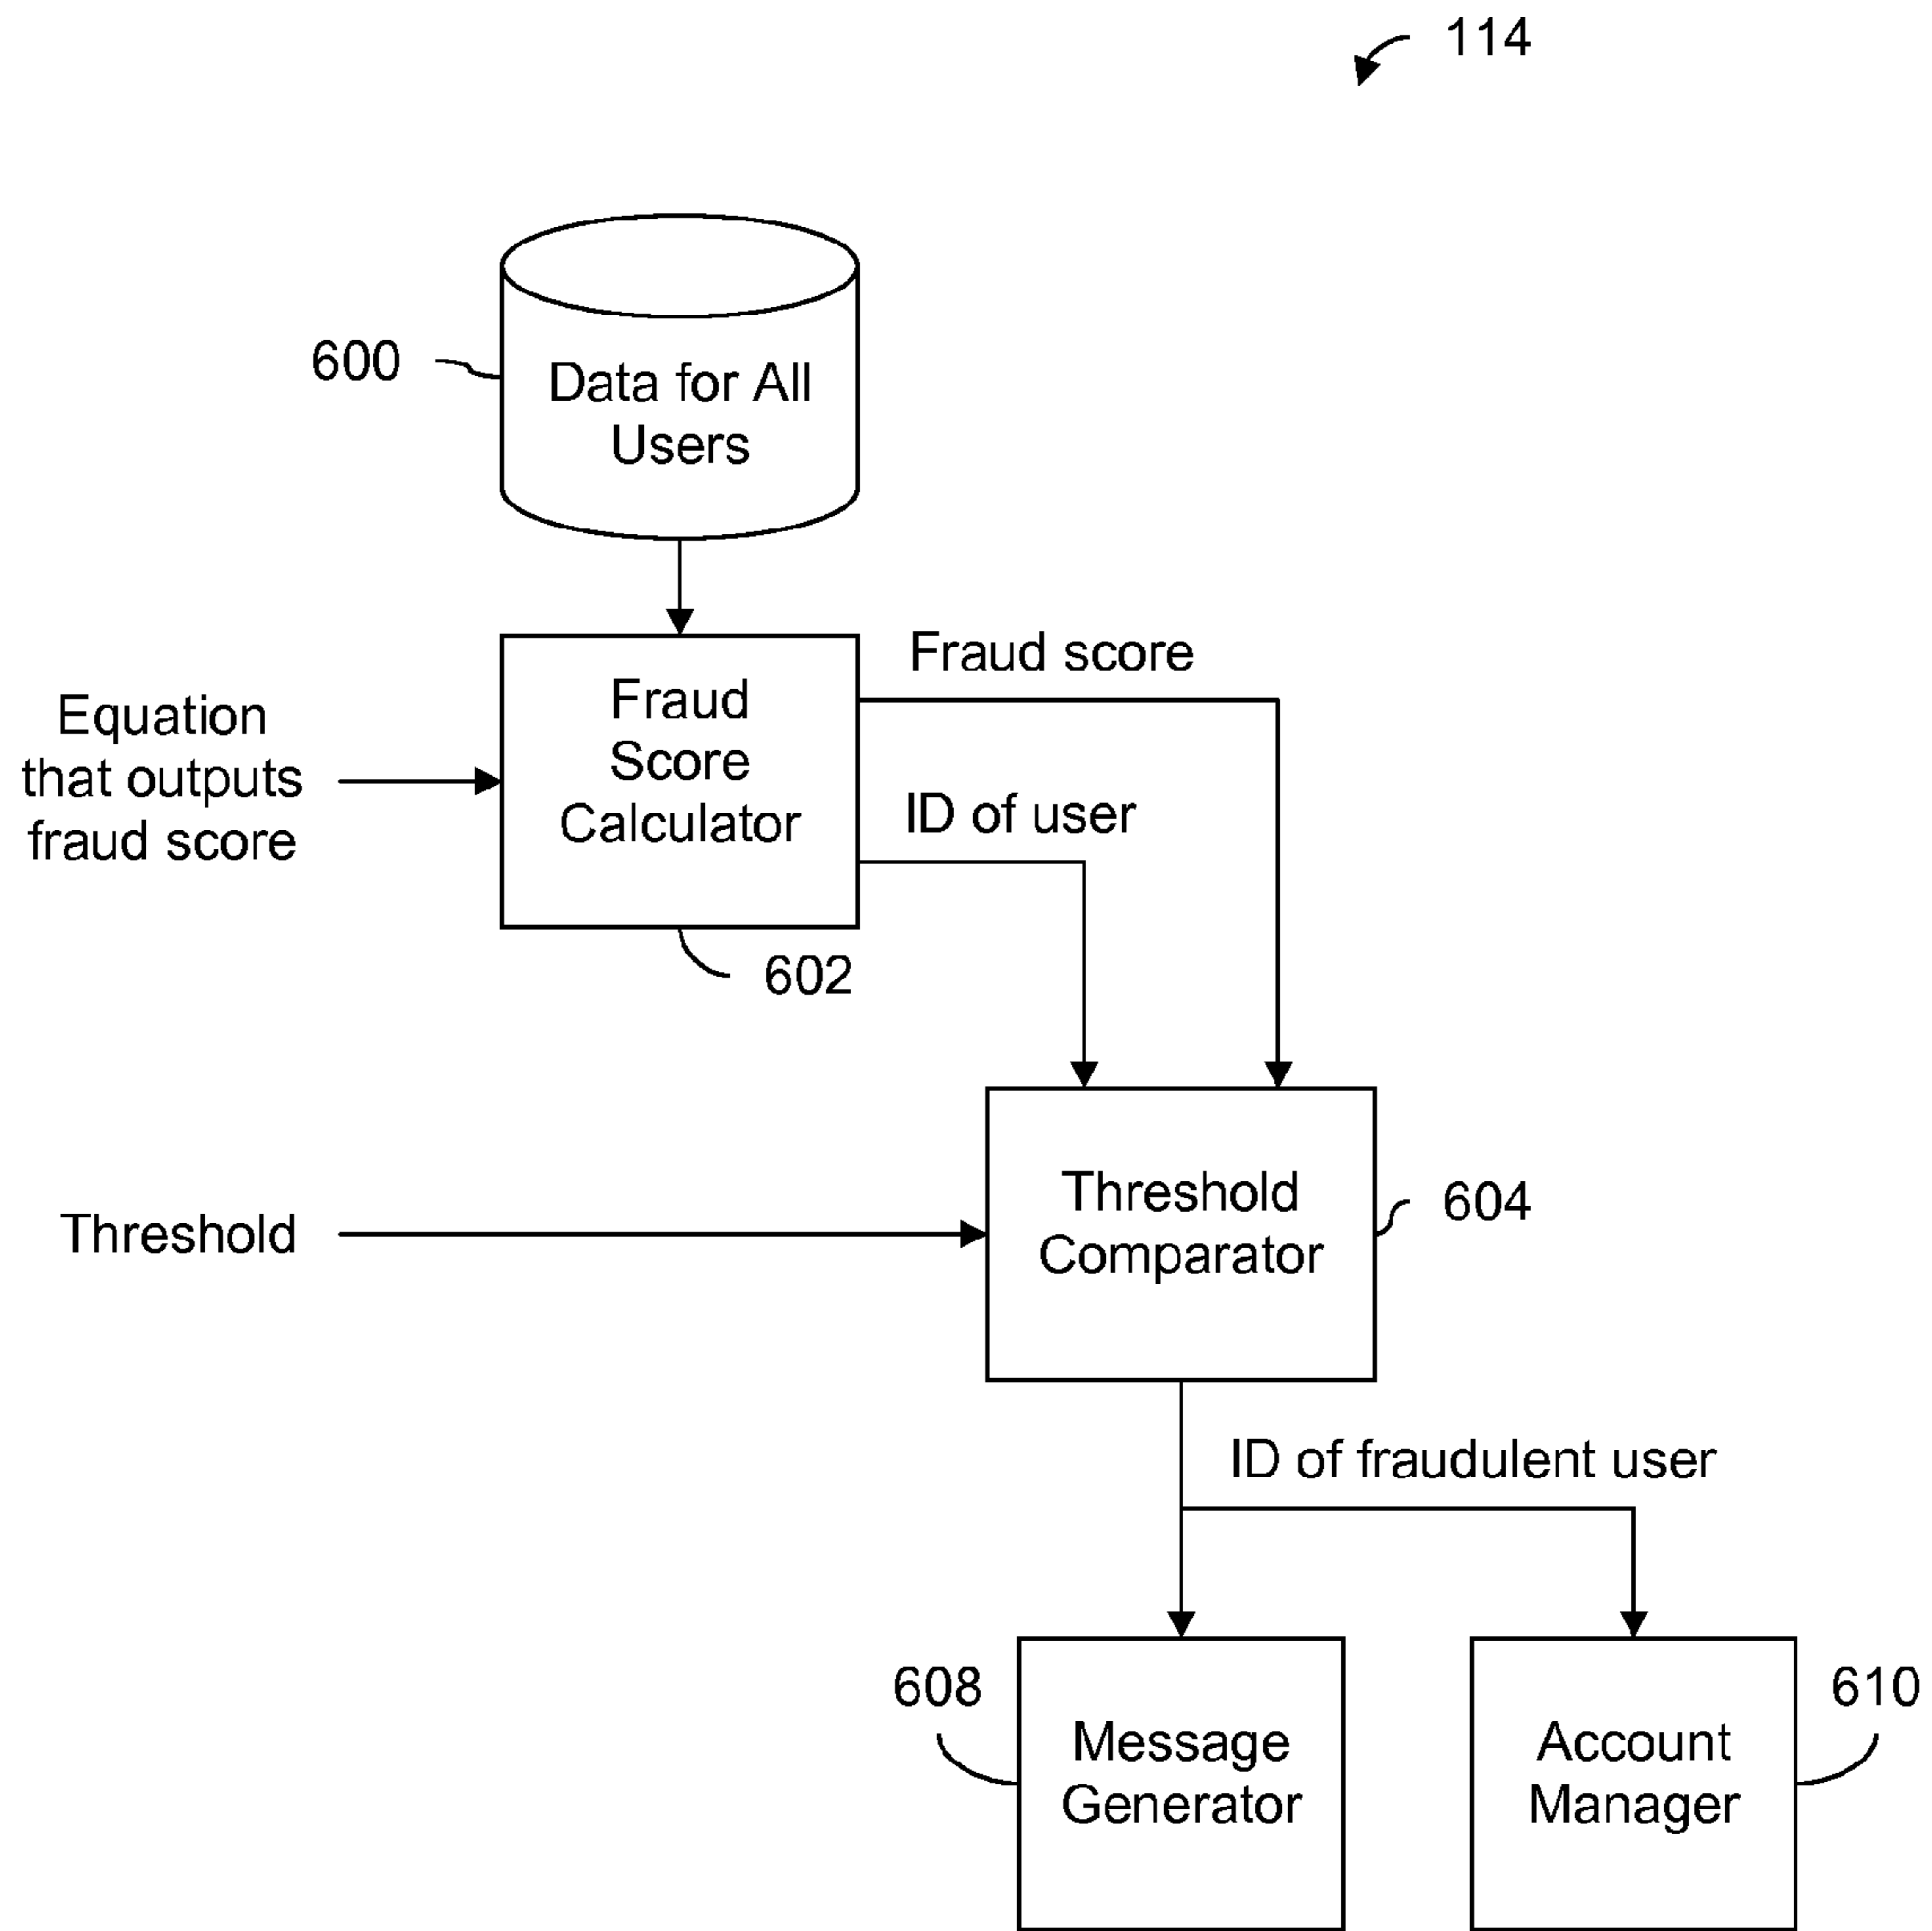 114
600
Data for All
Users
Fraud score
Equation
that outputs
fraud score
Fraud
Score
Calculator
ID of user
602
Threshold
Threshold
Comparator
604
ID of fraudulent user
608
Message
Generator
610
Account
Manager